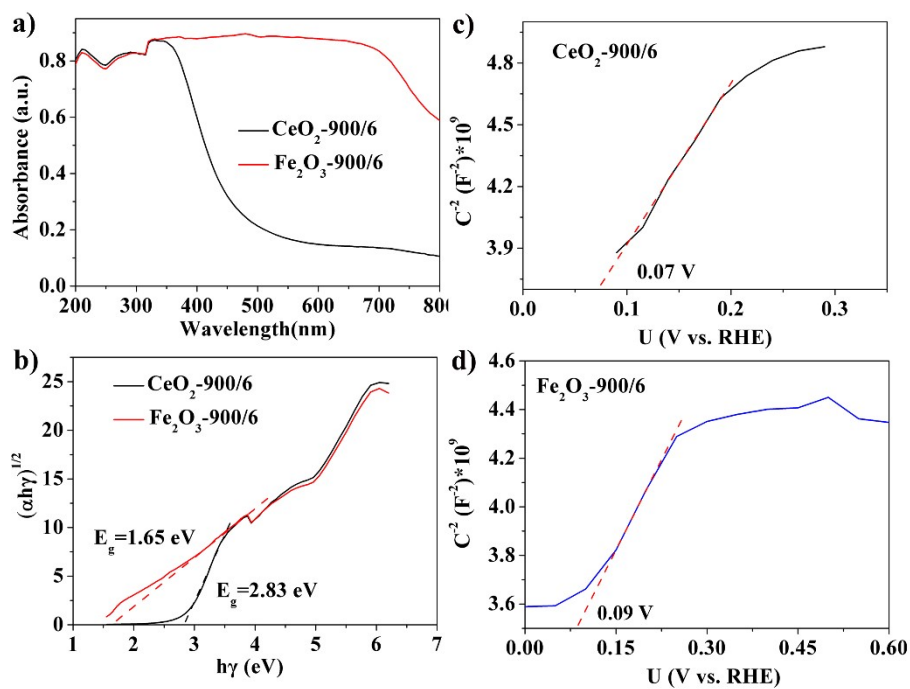 a)
Absorbance (a.u.)
0.8
0.6
0.4
0.2
0.0
CeO₂-900/6
Fe₂O₃-900/6
200 300 400 500 600 700 800
Wavelength(nm)
b)
(αhγ)^1/2
25
20
15
10
5
0
CeO₂-900/6
Fe₂O₃-900/6
E_g=1.65 eV
E_g=2.83 eV
1 2 3 4 5 6 7
hγ (eV)
c)
CeO₂-900/6
C⁻² (F⁻²)*10⁹
4.8
4.5
4.2
3.9
0.07 V
0.0 0.1 0.2 0.3
U (V vs. RHE)
d)
Fe₂O₃-900/6
C⁻² (F⁻²)*10⁹
4.6
4.4
4.2
4.0
3.8
3.6
0.09 V
0.00 0.15 0.30 0.45 0.60
U (V vs. RHE)